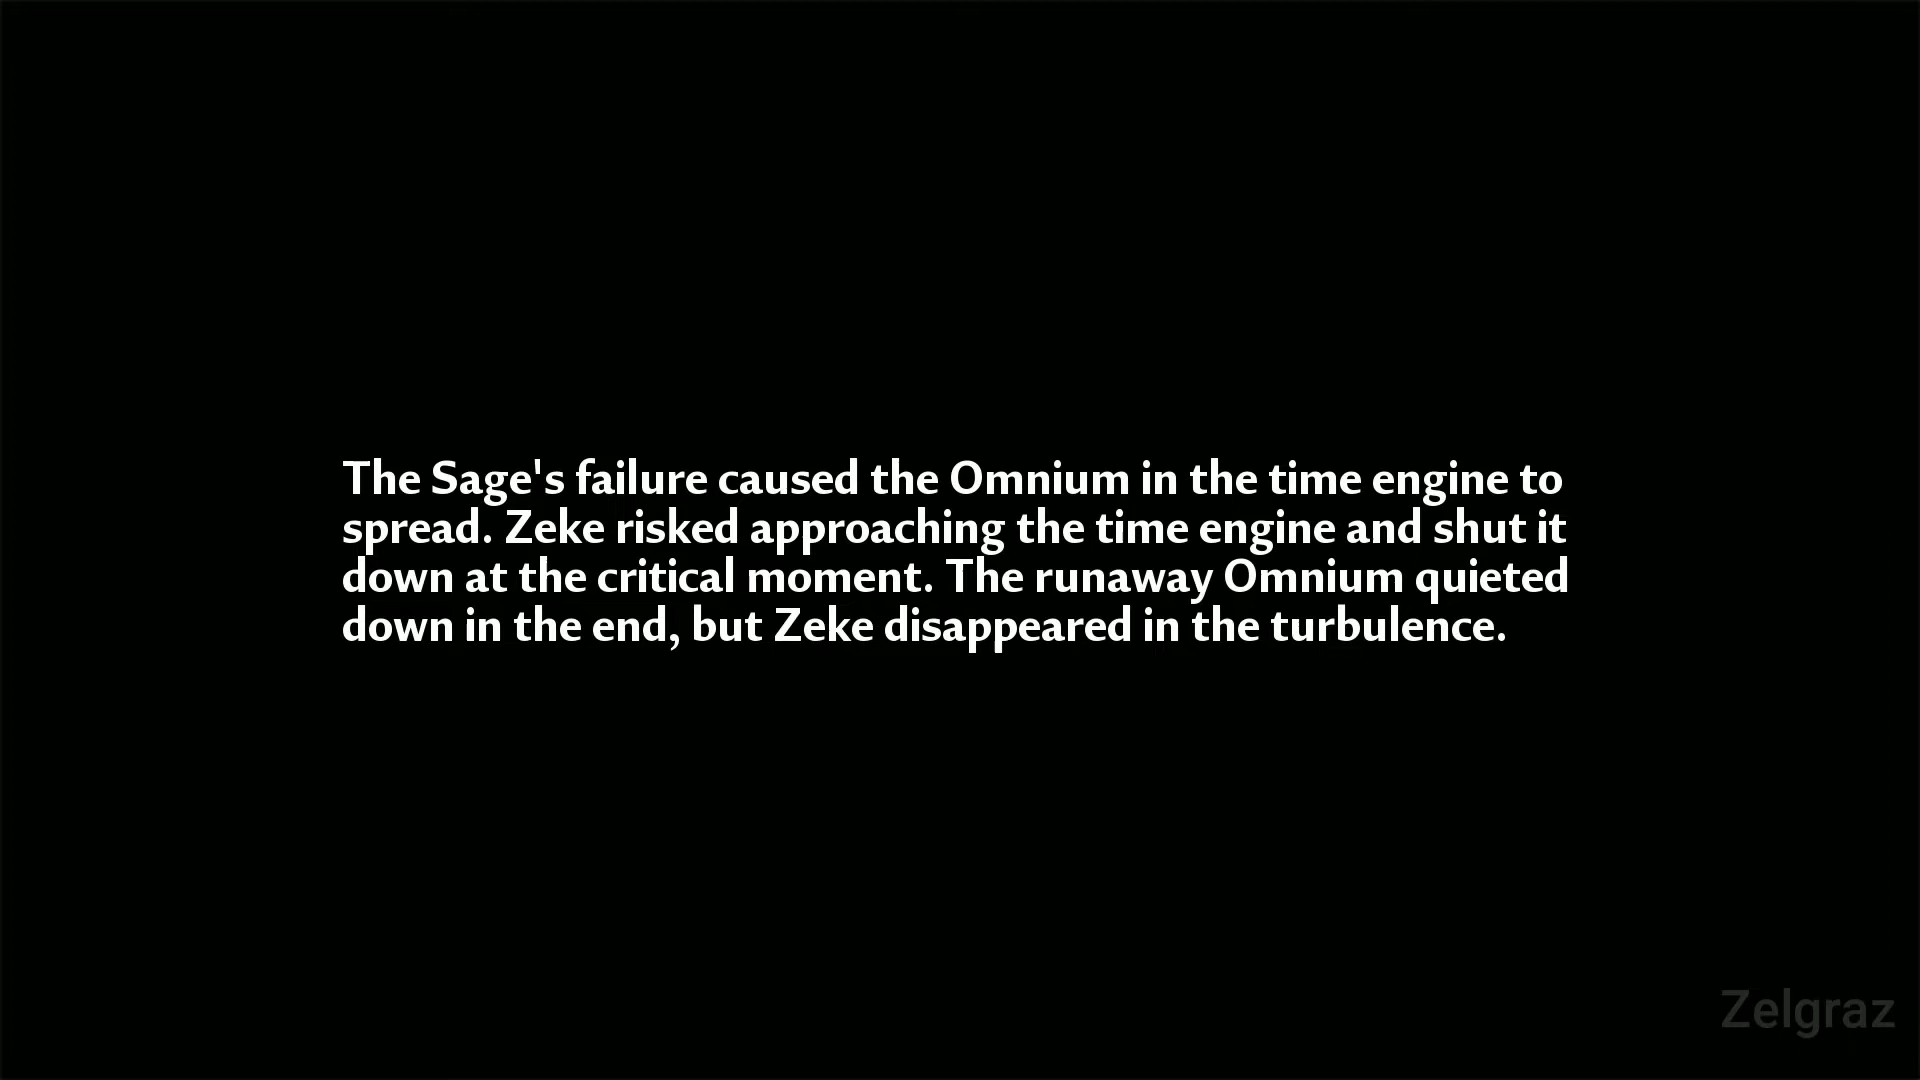 The Sage's failure caused the Omnium in the time engine to
spread. Zeke risked approaching the time engine and shut it
down at the critical moment. The runaway Omnium quieted
down in the end, but Zeke disappeared in the turbulence.
Zelgraz